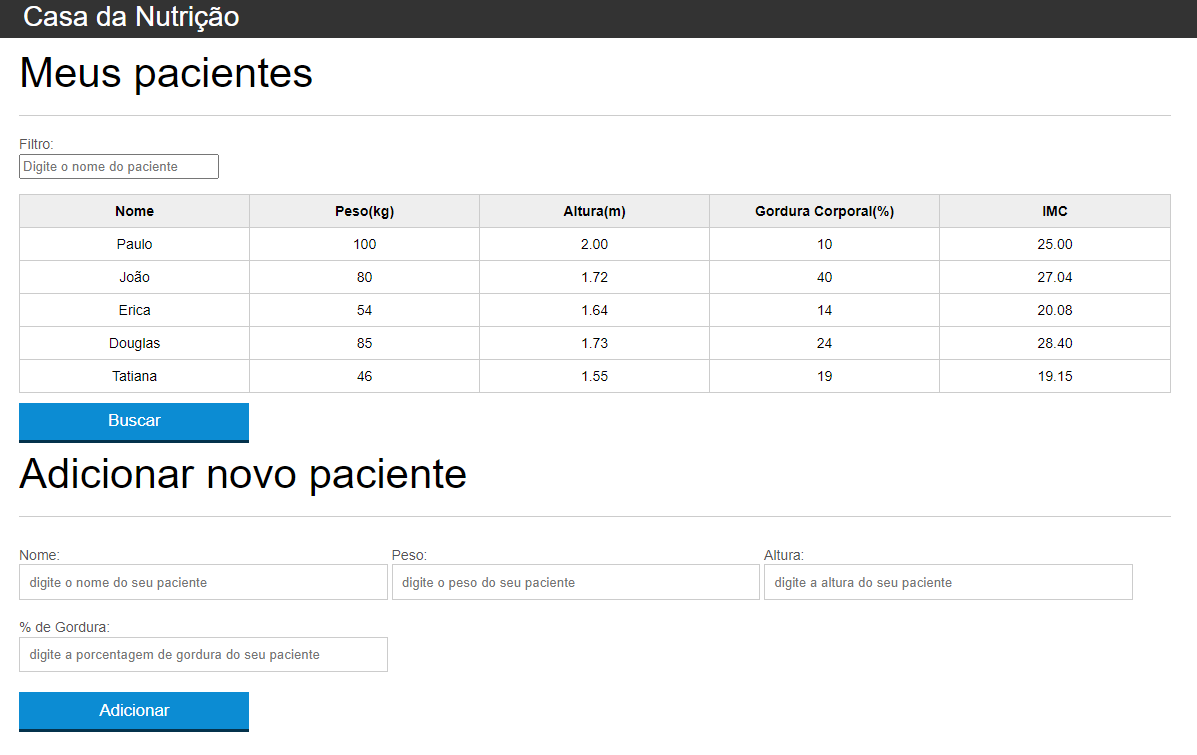 Casa da Nutrição
Meus pacientes
Filtro:
Digite o nome do paciente
Nome Peso(kg) Altura(m) Gordura Corporal(%) IMC
Paulo 100 2.00 10 25.00
João 80 1.72 40 27.04
Erica 54 1.64 14 20.08
Douglas 85 1.73 24 28.40
Tatiana 46 1.55 19 19.15
Buscar
Adicionar novo paciente
Nome: Peso: Altura:
digite o nome do seu paciente digite o peso do seu paciente digite a altura do seu paciente
% de Gordura:
digite a porcentagem de gordura do seu paciente
Adicionar